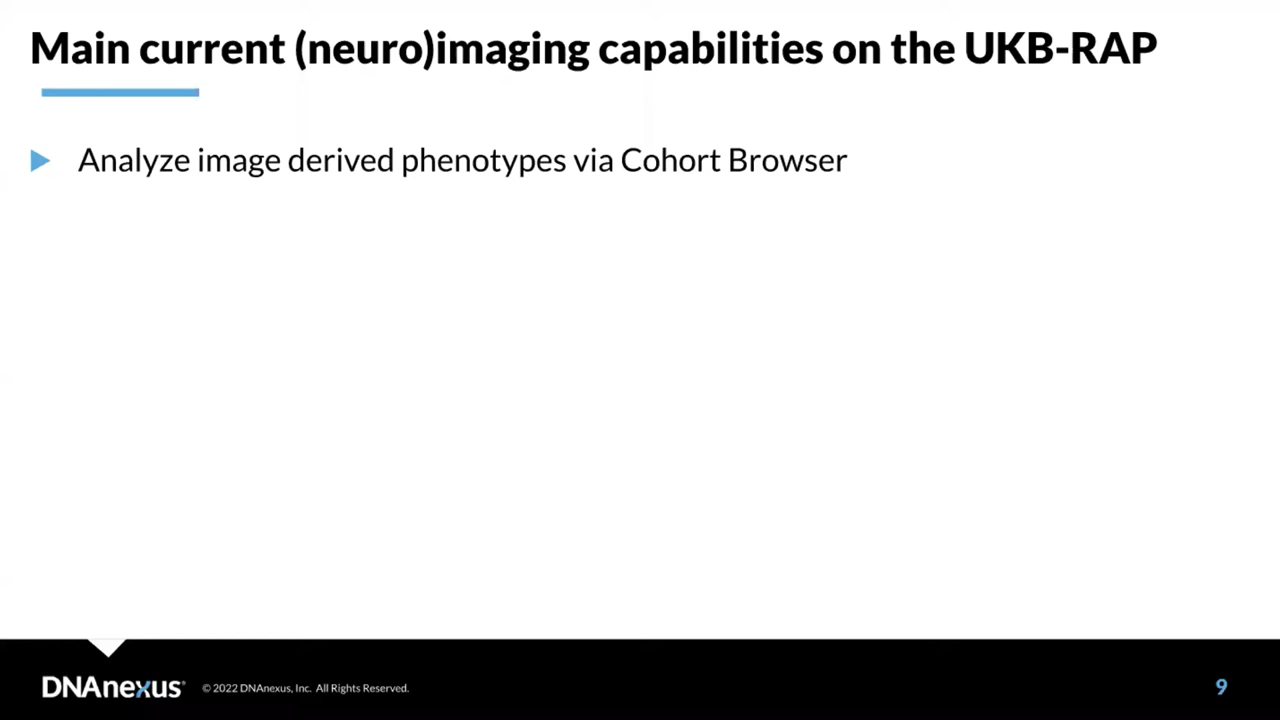 Main current (neuro)imaging capabilities on the UKB-RAP
Analyze image derived phenotypes via Cohort Browser
DNAnexus® © 2022 DNAnexus, Inc. All Rights Reserved. 9